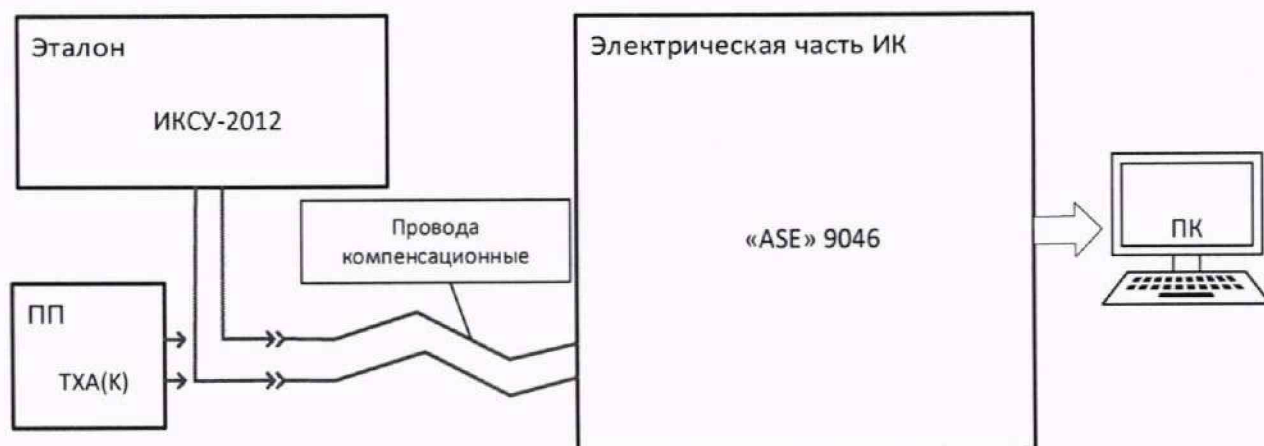 Эталон
ИКСУ-2012
Электрическая часть ИК
Провода
компенсационные
«ASE» 9046
ПК
ПП
ТХА(К)